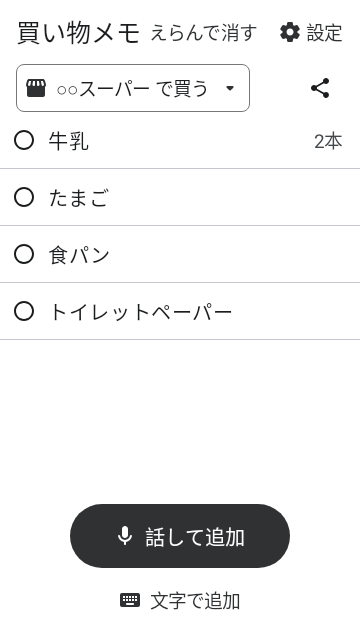 買い物メモ えらんで消す 設定
○○スーパー で買う
牛乳 2本
たまご
食パン
トイレットペーパー
話して追加
文字で追加